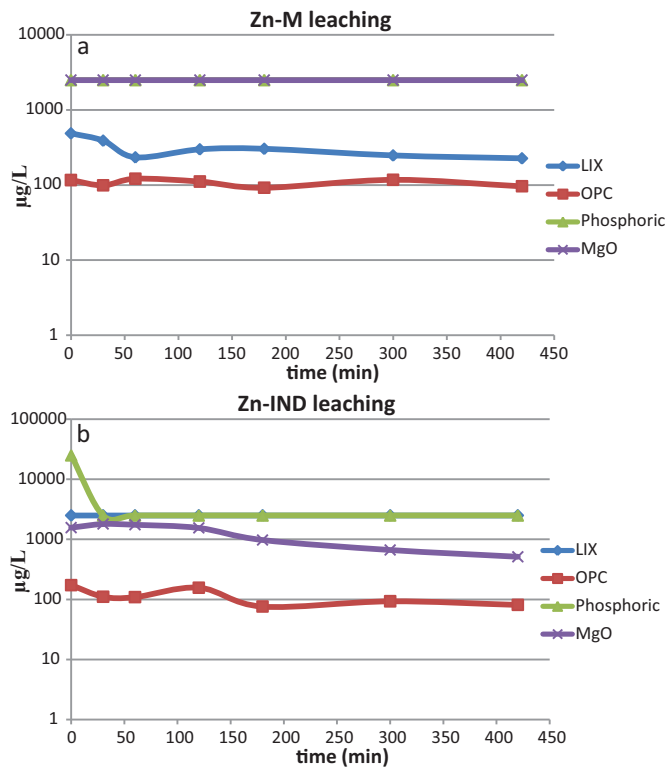 Zn-M leaching
a
10000
1000
100
10
1
µg/L
0 50 100 150 200 250 300 350 400 450
time (min)
LIX
OPC
Phosphoric
MgO
Zn-IND leaching
b
100000
10000
1000
100
10
1
µg/L
0 50 100 150 200 250 300 350 400 450
time (min)
LIX
OPC
Phosphoric
MgO